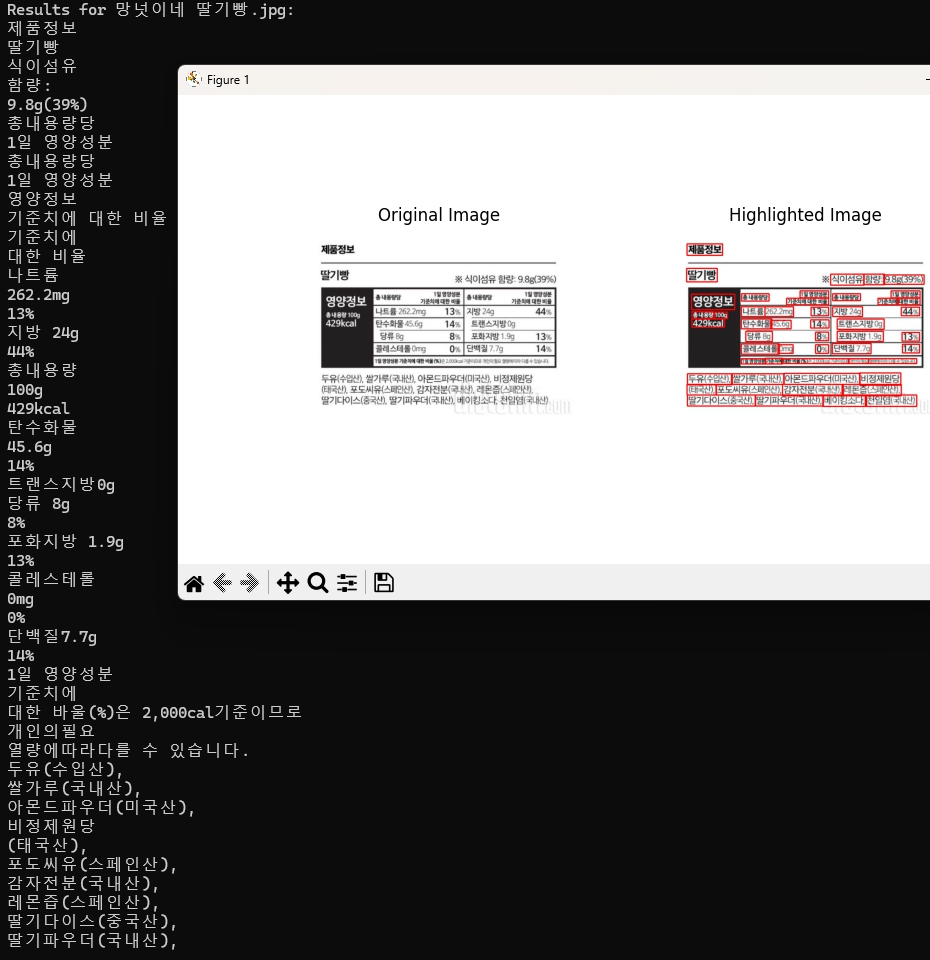 Results for 망넛이네 딸기빵.jpg:
제품정보
딸기빵
식이섬유
함량:
9.8g(39%)
총내용량당
1일 영양성분
총내용량당
1일 영양성분
영양정보
기준치에 대한 비율
기준치에
대한 비율
나트륨
262.2mg
13%
지방 24g
44%
총내용량
100g
429kcal
탄수화물
45.6g
14%
트랜스지방0g
당류 8g
8%
포화지방 1.9g
13%
콜레스테롤
0mg
0%
단백질7.7g
14%
1일 영양성분
기준치에
대한 바율(%)은 2,000cal기준이므로
개인의필요
열량에따라다를 수 있습니다.
두유(수입산),
쌀가루(국내산),
아몬드파우더(미국산),
비정제원당
(태국산),
포도씨유(스페인산),
감자전분(국내산),
레몬즙(스페인산),
딸기다이스(중국산),
딸기파우더(국내산),
Figure 1
Original Image
제품정보
딸기빵
※ 식이섬유 함량: 9.8g(39%)
영양정보
총 내용량 100g
429kcal
총 내용량당 1일 영양성분 기준치에 대한 비율
총 내용량당 1일 영양성분 기준치에 대한 비율
나트륨 262.2mg 13% 지방 24g 44%
탄수화물 45.6g 14% 트랜스지방 0g
당류 8g 8% 포화지방 1.9g 13%
콜레스테롤 0mg 0% 단백질 7.7g 14%
두유(수입산), 쌀가루(국내산), 아몬드파우더(미국산), 비정제원당
(태국산), 포도씨유(스페인산), 감자전분(국내산), 레몬즙(스페인산),
딸기다이스(중국산), 딸기파우더(국내산), 베이킹소다, 천일염(국내산)
Highlighted Image
제품정보
딸기빵
※ 식이섬유 함량: 9.8g(39%)
영양정보
총 내용량 100g
429kcal
총 내용량당 1일 영양성분 기준치에 대한 비율
총 내용량당 1일 영양성분 기준치에 대한 비율
나트륨 262.2mg 13% 지방 24g 44%
탄수화물 45.6g 14% 트랜스지방 0g
당류 8g 8% 포화지방 1.9g 13%
콜레스테롤 0mg 0% 단백질 7.7g 14%
두유(수입산), 쌀가루(국내산), 아몬드파우더(미국산), 비정제원당
(태국산), 포도씨유(스페인산), 감자전분(국내산), 레몬즙(스페인산),
딸기다이스(중국산), 딸기파우더(국내산), 베이킹소다, 천일염(국내산)